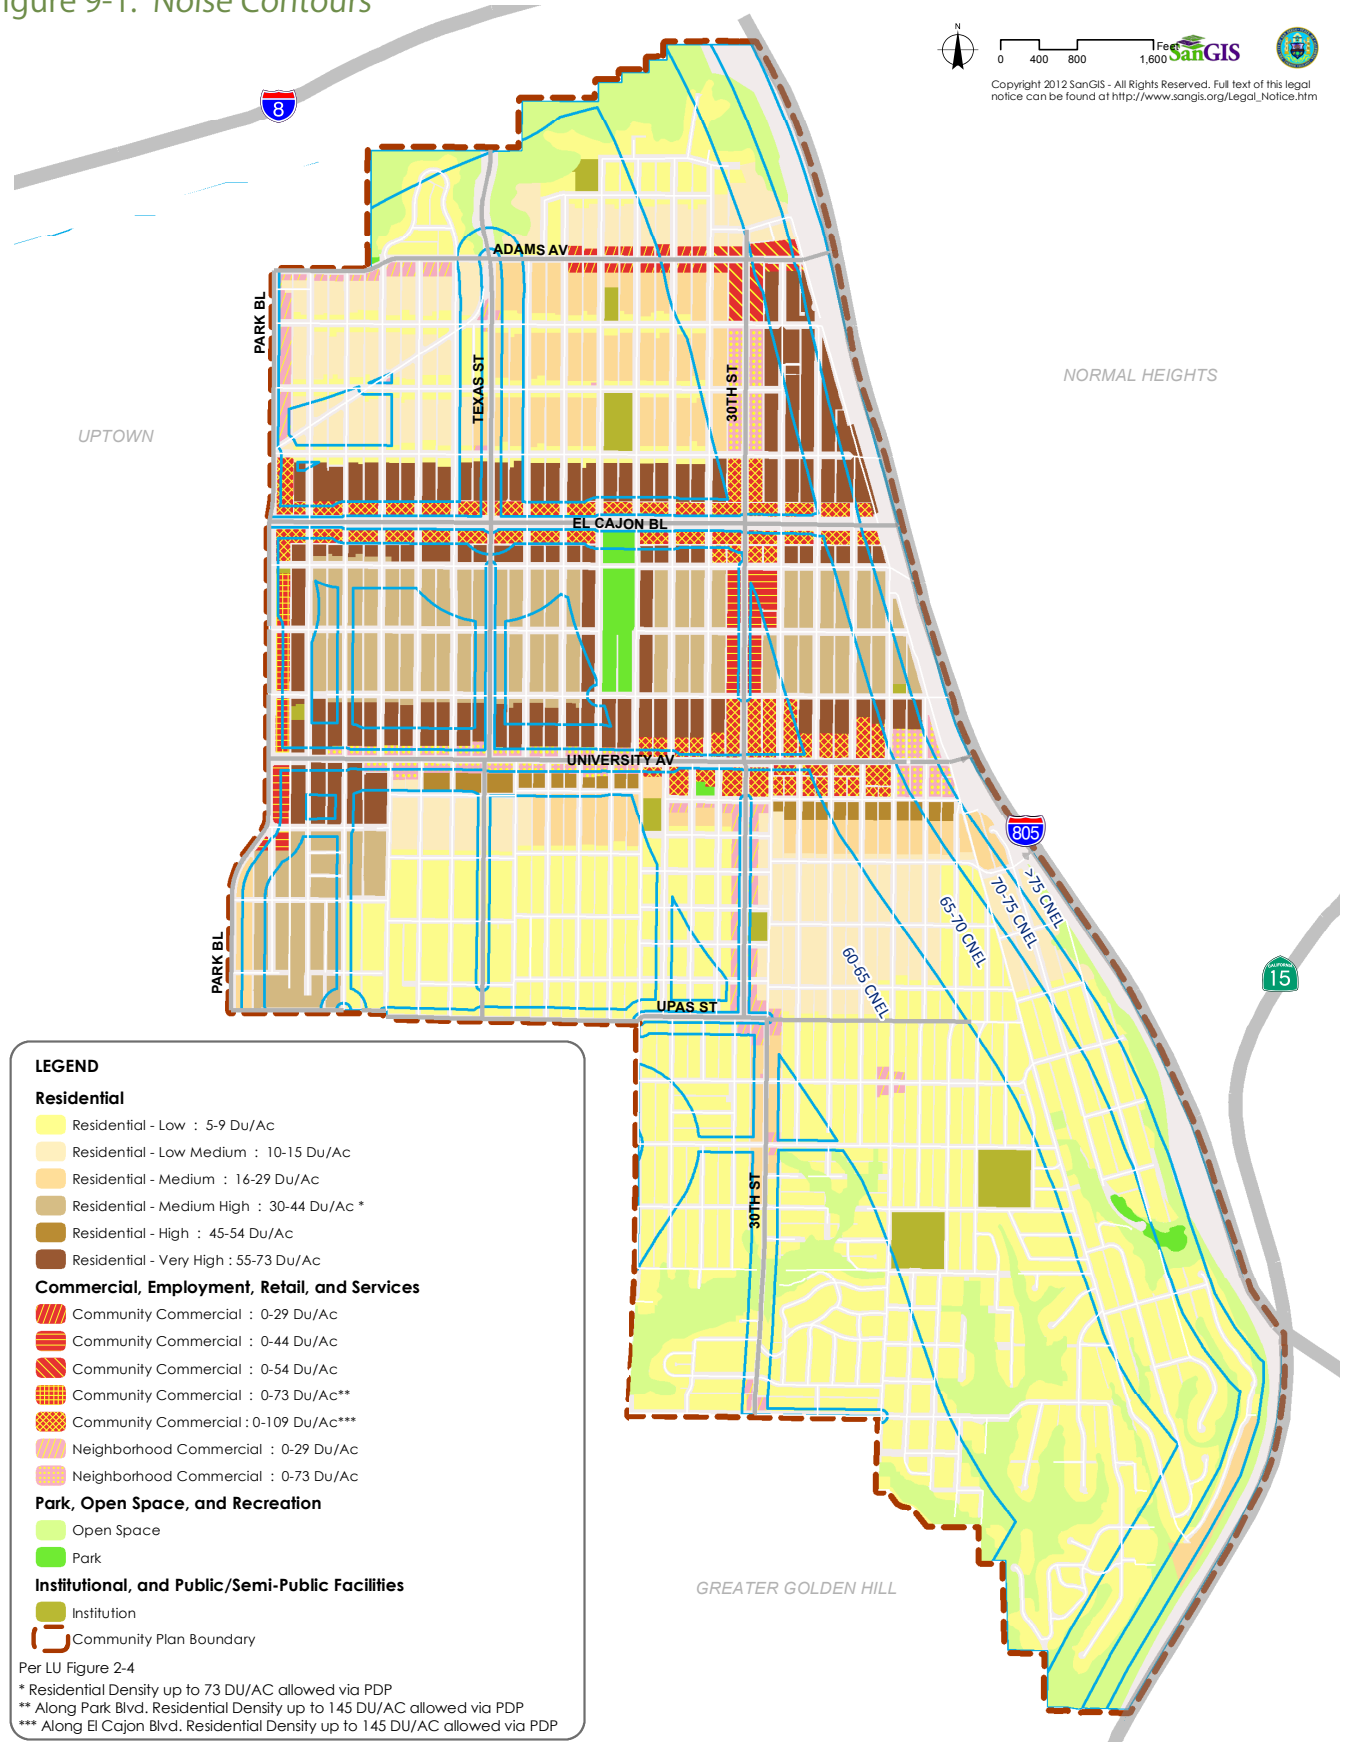 igure 9-1: Noise Contours
N
Feet
0 400 800 1,600
SanGIS
Copyright 2012 SanGIS - All Rights Reserved. Full text of this legal
notice can be found at http://www.sangis.org/Legal_Notice.htm
8
ADAMS AV
PARK BL
TEXAS ST
30TH ST
NORMAL HEIGHTS
UPTOWN
EL CAJON BL
UNIVERSITY AV
805
>75 CNEL
70-75 CNEL
65-70 CNEL
60-65 CNEL
PARK BL
CALIFORNIA
15
UPAS ST
30TH ST
GREATER GOLDEN HILL
LEGEND
Residential
Residential - Low : 5-9 Du/Ac
Residential - Low Medium : 10-15 Du/Ac
Residential - Medium : 16-29 Du/Ac
Residential - Medium High : 30-44 Du/Ac *
Residential - High : 45-54 Du/Ac
Residential - Very High : 55-73 Du/Ac
Commercial, Employment, Retail, and Services
Community Commercial : 0-29 Du/Ac
Community Commercial : 0-44 Du/Ac
Community Commercial : 0-54 Du/Ac
Community Commercial : 0-73 Du/Ac**
Community Commercial : 0-109 Du/Ac***
Neighborhood Commercial : 0-29 Du/Ac
Neighborhood Commercial : 0-73 Du/Ac
Park, Open Space, and Recreation
Open Space
Park
Institutional, and Public/Semi-Public Facilities
Institution
Community Plan Boundary
Per LU Figure 2-4
* Residential Density up to 73 DU/AC allowed via PDP
** Along Park Blvd. Residential Density up to 145 DU/AC allowed via PDP
*** Along El Cajon Blvd. Residential Density up to 145 DU/AC allowed via PDP